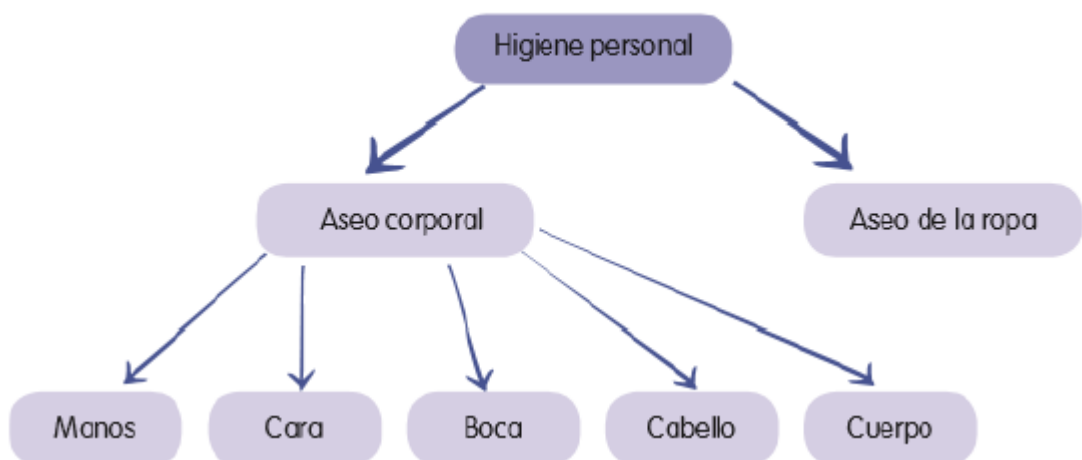 Higiene personal
Aseo corporal
Aseo de la ropa
Manos
Cara
Boca
Cabello
Cuerpo